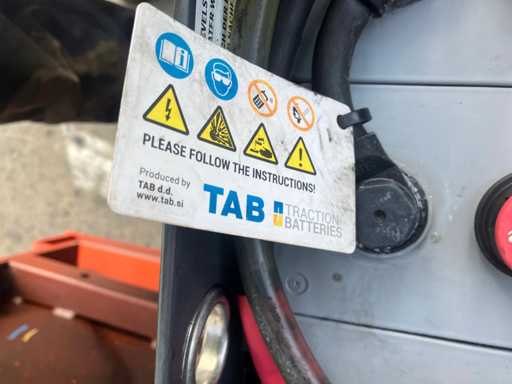 PLEASE FOLLOW THE INSTRUCTIONS!
Produced by
TAB d.d.
www.tab.si
TAB TRACTION
BATTERIES